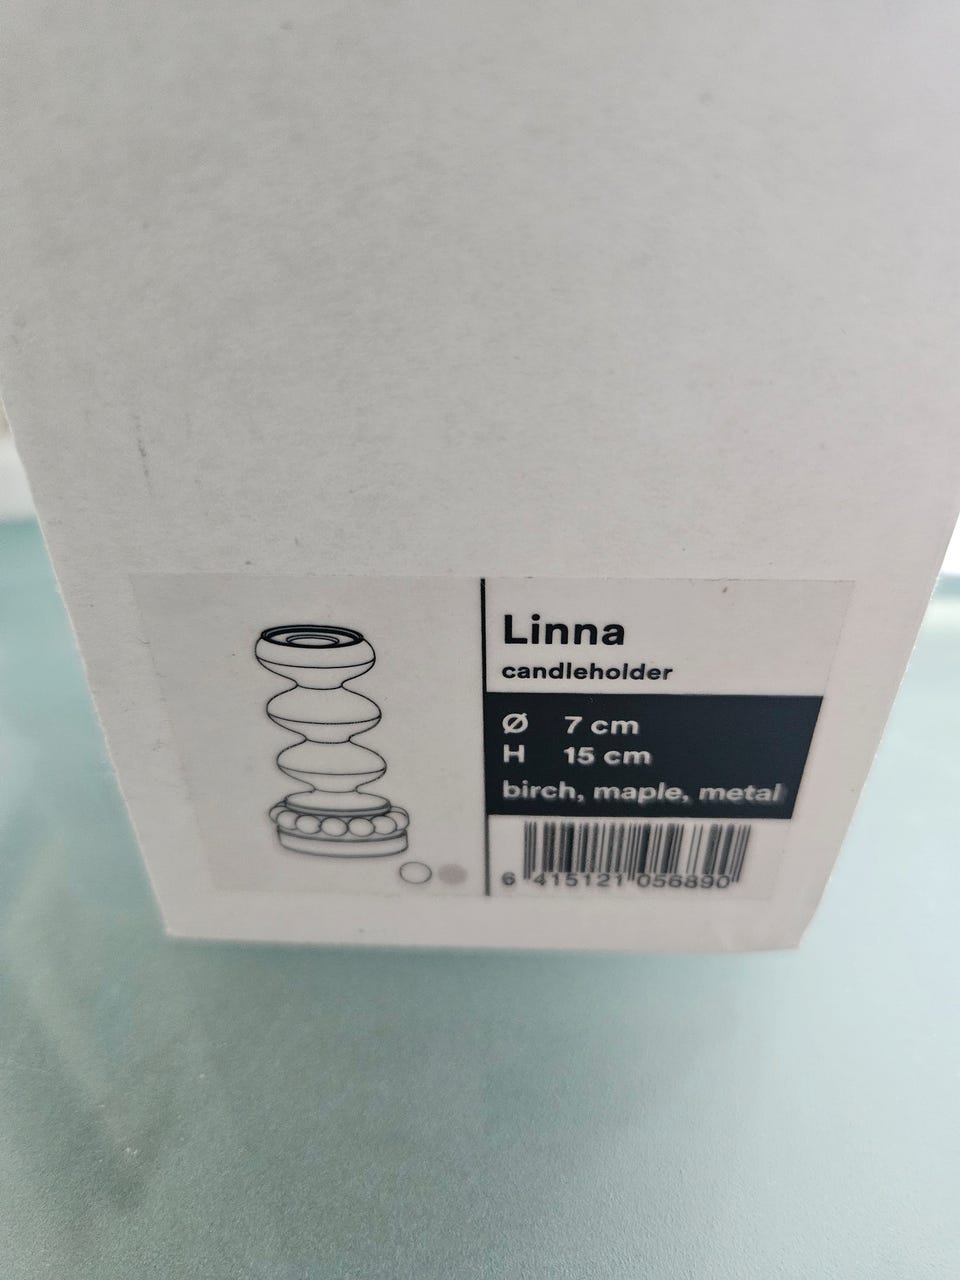 Linna
candleholder
Ø 7 cm
H 15 cm
birch, maple, metal
6 415121 056890